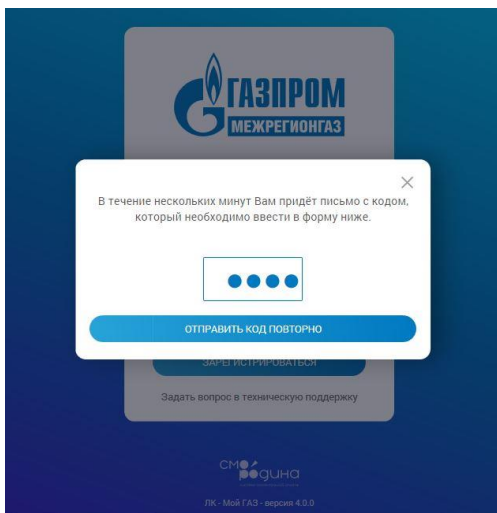 ГАЗПРОМ
МЕЖРЕГИОНГАЗ
В течение нескольких минут Вам придёт письмо с кодом,
который необходимо ввести в форму ниже.
ОТПРАВИТЬ КОД ПОВТОРНО
ЗАРЕГИСТРИРОВАТЬСЯ
Задать вопрос в техническую поддержку
СМОРОДИНА
ЛК - Мой ГАЗ - версия 4.0.0